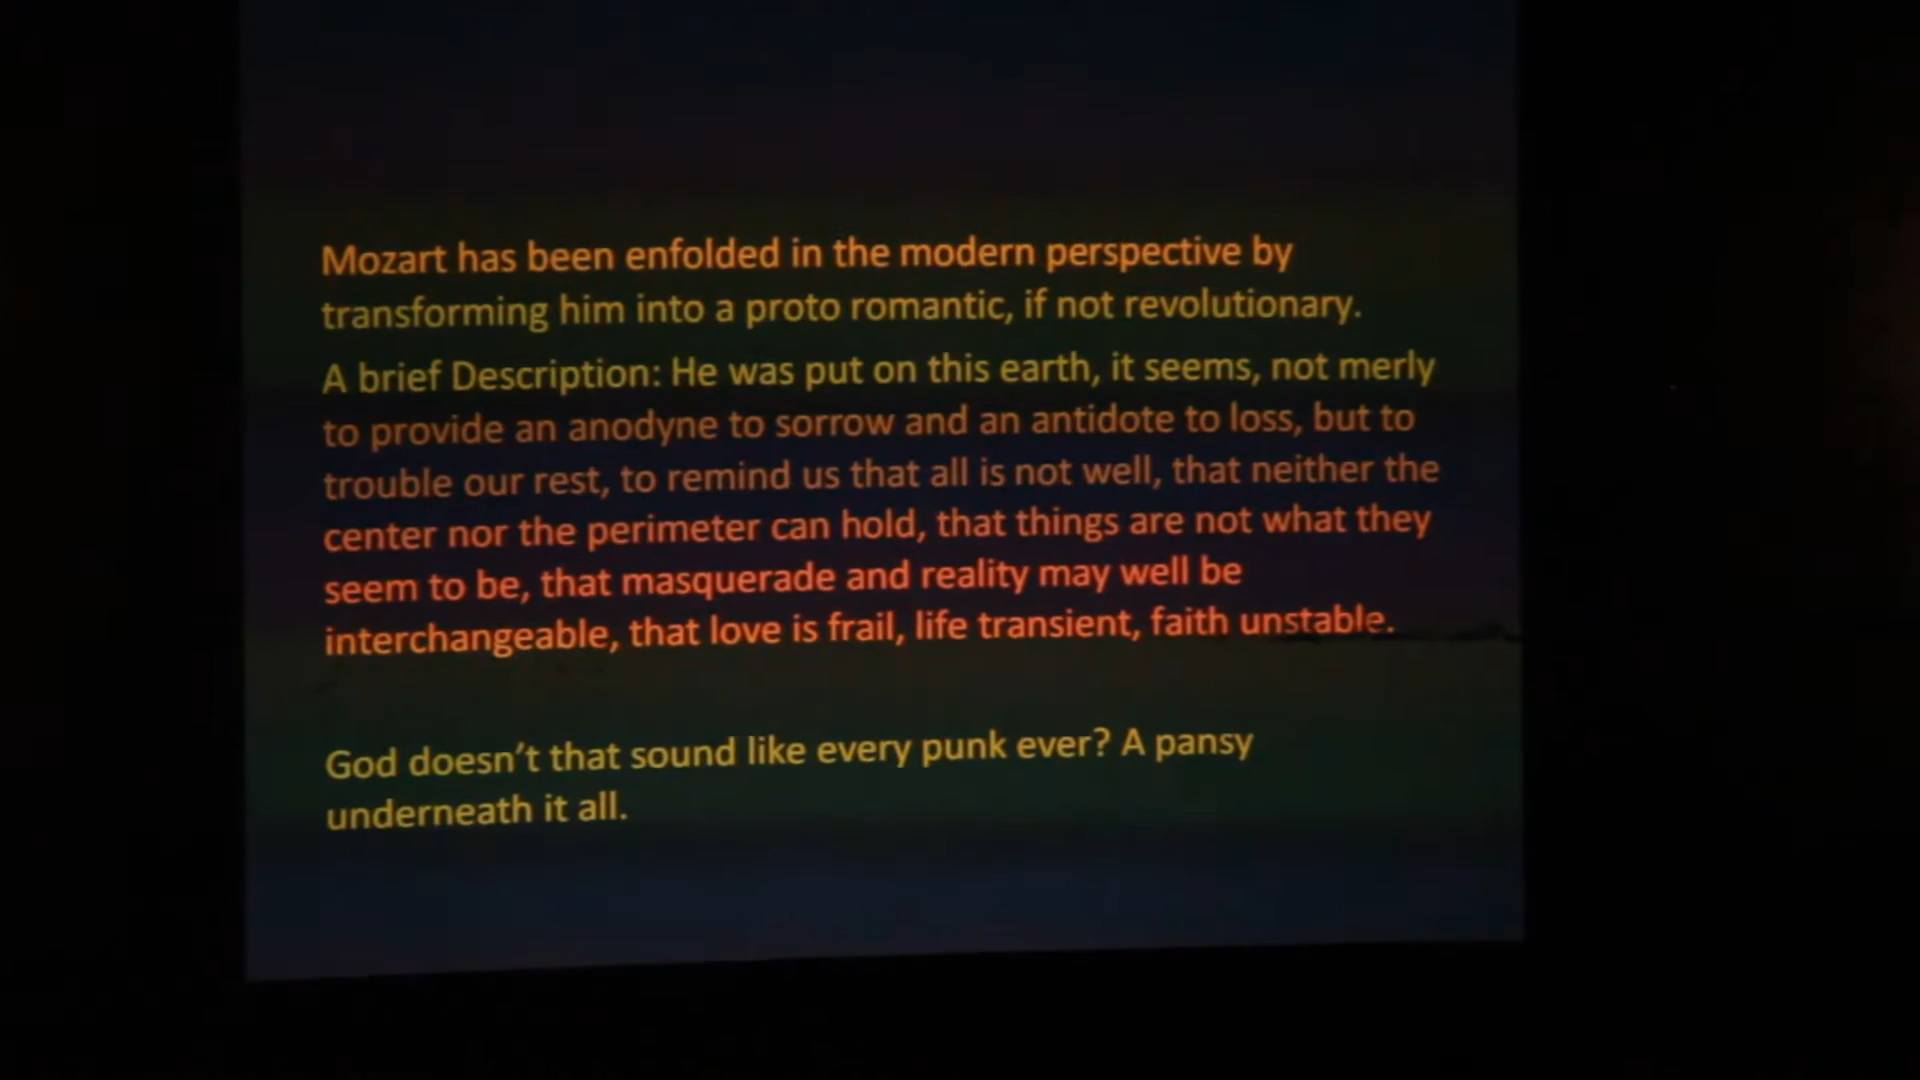 Mozart has been enfolded in the modern perspective by
transforming him into a proto romantic, if not revolutionary.
A brief Description: He was put on this earth, it seems, not merly
to provide an anodyne to sorrow and an antidote to loss, but to
trouble our rest, to remind us that all is not well, that neither the
center nor the perimeter can hold, that things are not what they
seem to be, that masquerade and reality may well be
interchangeable, that love is frail, life transient, faith unstable.
God doesn’t that sound like every punk ever? A pansy
underneath it all.